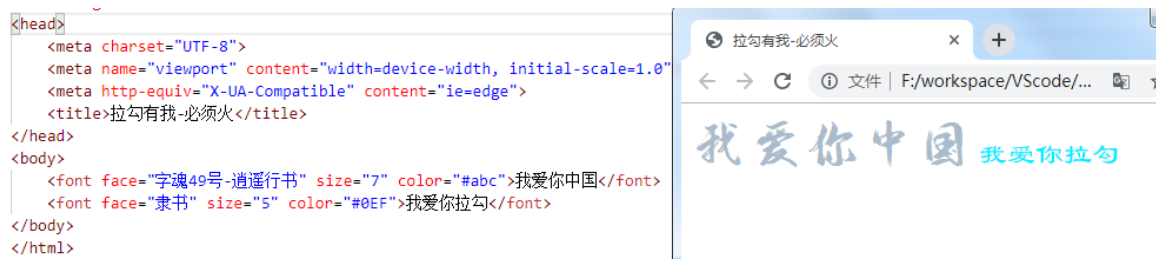 <head>
<meta charset="UTF-8">
<meta name="viewport" content="width=device-width, initial-scale=1.0"
<meta http-equiv="X-UA-Compatible" content="ie=edge">
<title>拉勾有我-必须火</title>
</head>
<body>
<font face="字魂49号-逍遥行书" size="7" color="#abc">我爱你中国</font>
<font face="隶书" size="5" color="#0EF">我爱你拉勾</font>
</body>
</html>
拉勾有我-必须火
文件 | F:/workspace/VScode/...
我爱你中国 我爱你拉勾